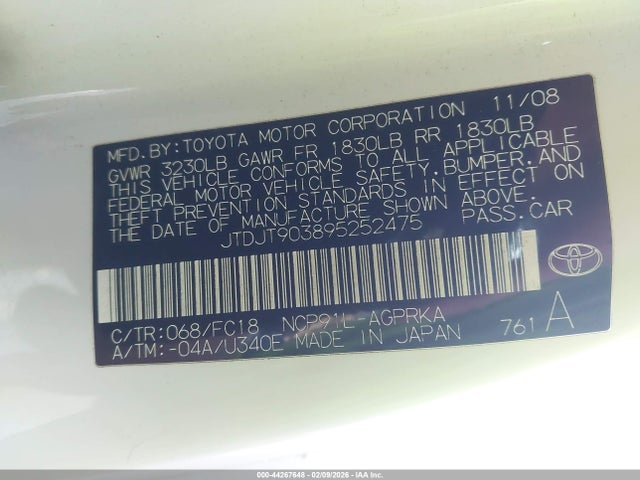 MFD. BY: TOYOTA MOTOR CORPORATION 11/08
GVWR 3230LB GAWR FR 1830LB RR 1830LB
THIS VEHICLE CONFORMS TO ALL APPLICABLE
FEDERAL MOTOR VEHICLE SAFETY, BUMPER, AND
THEFT PREVENTION STANDARDS IN EFFECT ON
THE DATE OF MANUFACTURE SHOWN ABOVE.
JTDJT903895252475 PASS. CAR
C/TR: 068/FC18 NCP91L-AGPRKA
A/TM: -04A/U340E MADE IN JAPAN 761 A
000-44267648 - 02/09/2026 - IAA Inc.